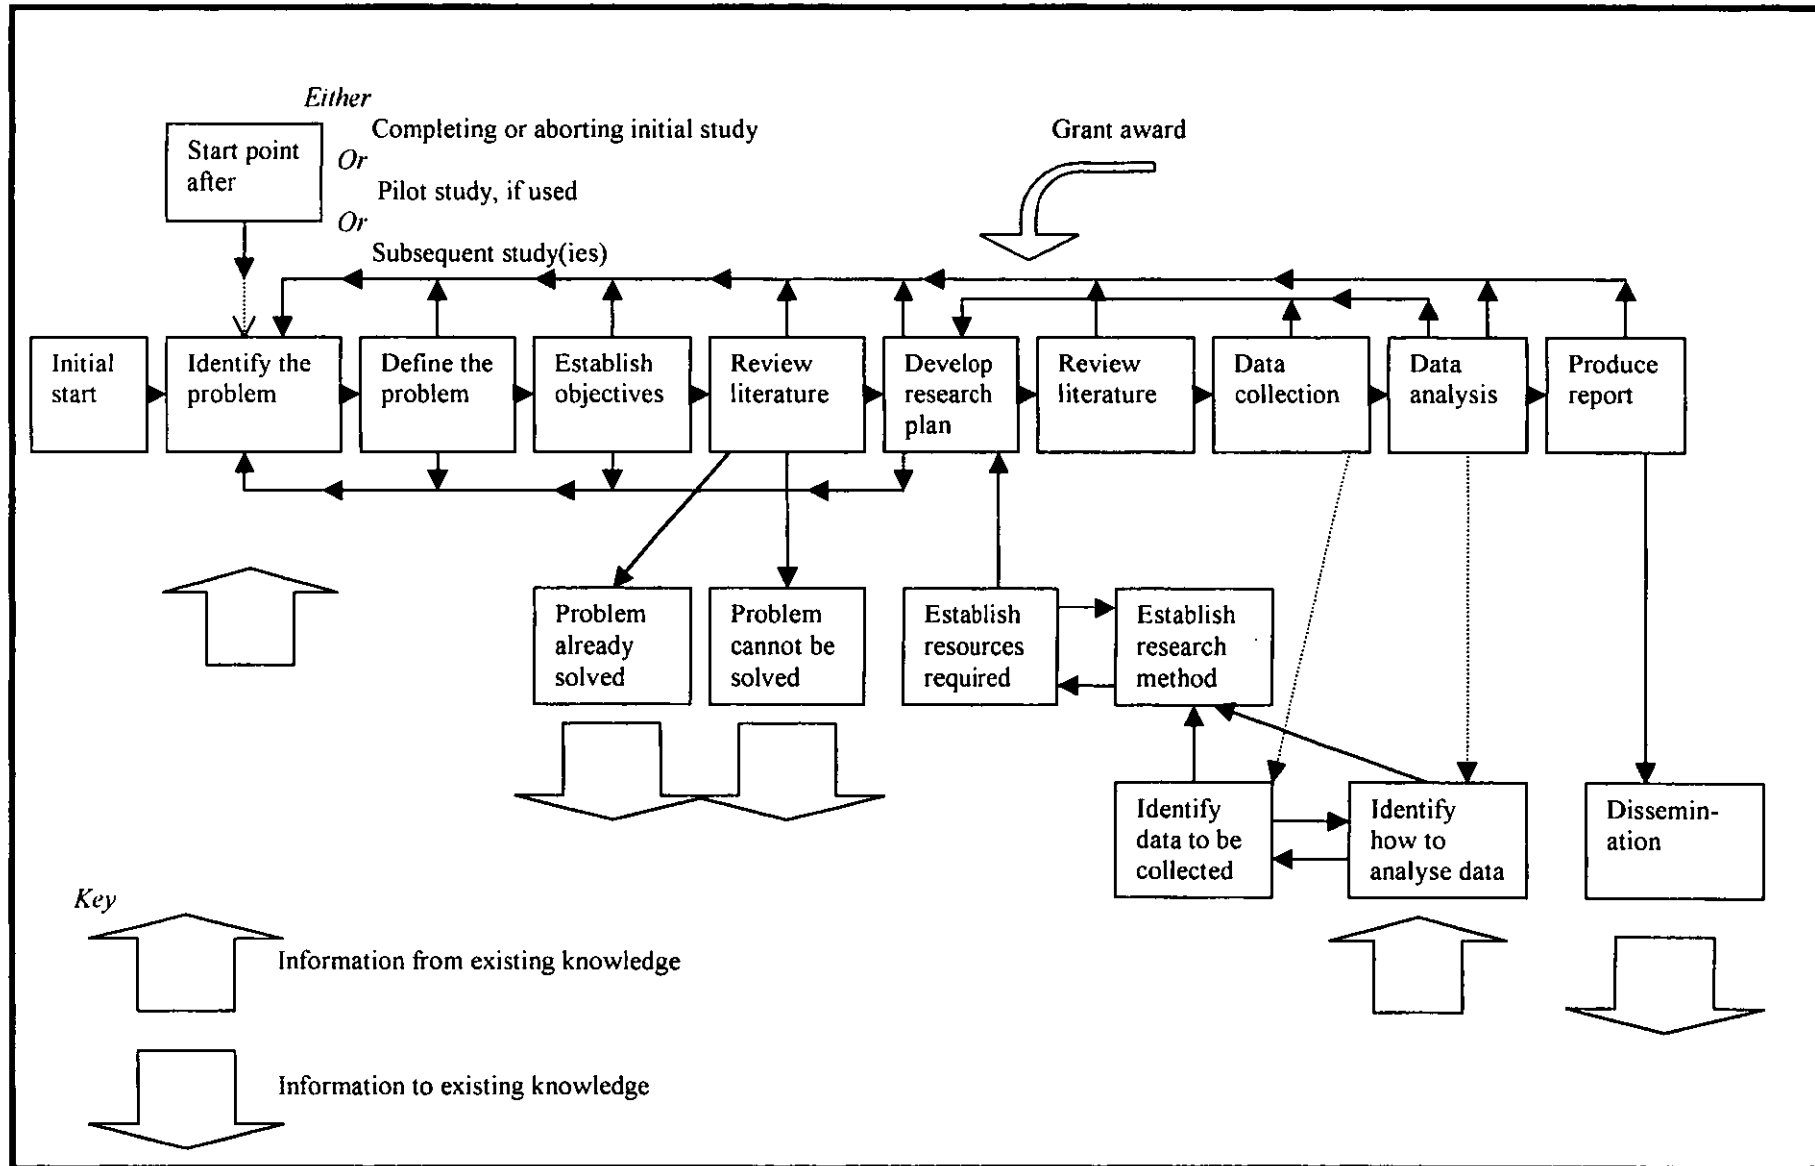 Either
Completing or aborting initial study
Grant award
Start point
after
Or
Pilot study, if used
Or
Subsequent study(ies)
Initial
start
Identify the
problem
Define the
problem
Establish
objectives
Review
literature
Develop
research
plan
Review
literature
Data
collection
Data
analysis
Produce
report
Problem
already
solved
Problem
cannot be
solved
Establish
resources
required
Establish
research
method
Identify
data to be
collected
Identify
how to
analyse data
Dissemin-
ation
Key
Information from existing knowledge
Information to existing knowledge